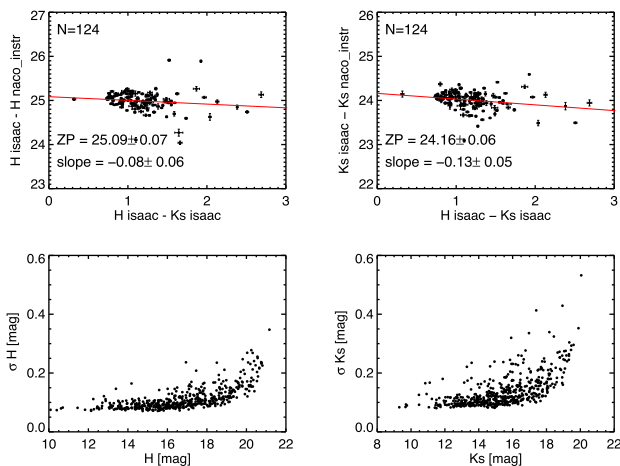 27
26
25
24
23
22
H isaac - H naco_instr
N=124
ZP = 25.09± 0.07
slope = −0.08± 0.06
0 1 2 3
H isaac - Ks isaac
26
25
24
23
22
Ks isaac − Ks naco_instr
N=124
ZP = 24.16± 0.06
slope = −0.13± 0.05
0 1 2 3
H isaac − Ks isaac
0.6
0.4
0.2
0.0
σ H [mag]
10 12 14 16 18 20 22
H [mag]
0.6
0.4
0.2
0.0
σ Ks [mag]
8 10 12 14 16 18 20 22
Ks [mag]